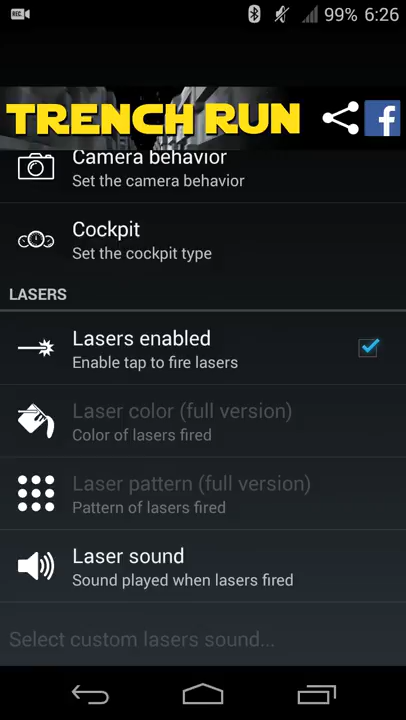 REC 99% 6:26
TRENCH RUN f
Camera behavior
Set the camera behavior
Cockpit
Set the cockpit type
LASERS
Lasers enabled
Enable tap to fire lasers
Laser color (full version)
Color of lasers fired
Laser pattern (full version)
Pattern of lasers fired
Laser sound
Sound played when lasers fired
Select custom lasers sound...